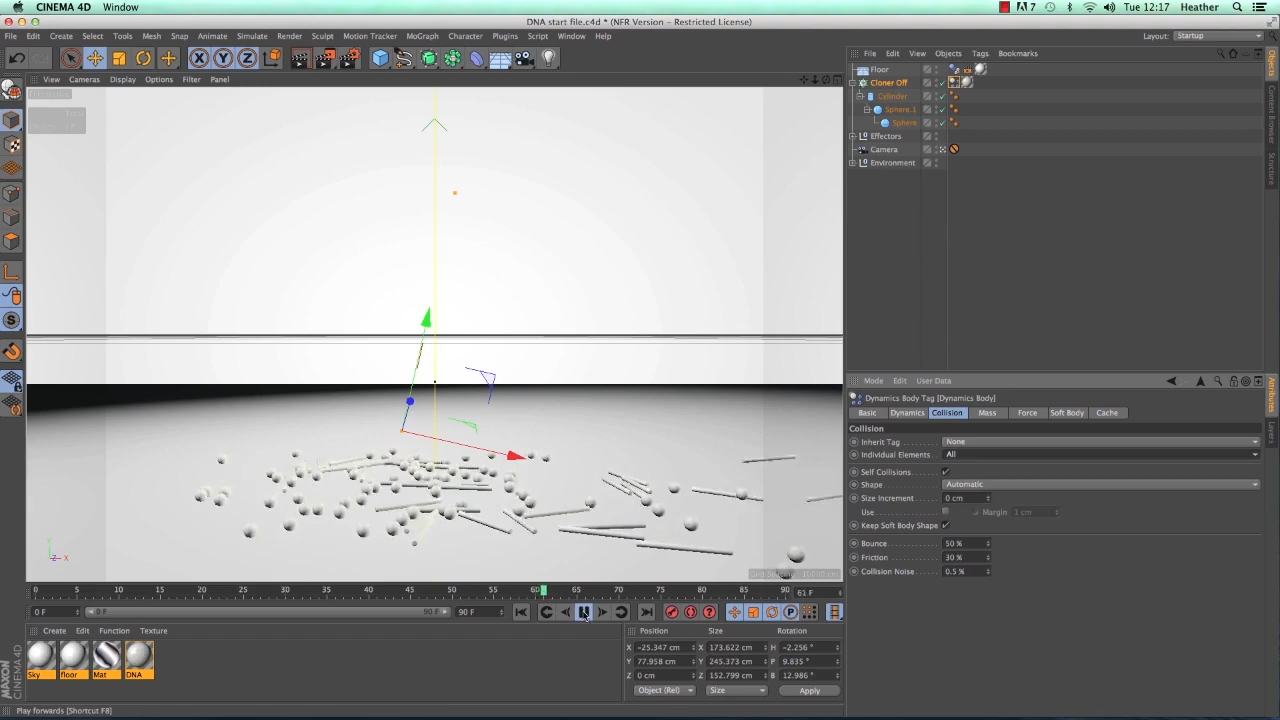 CINEMA 4D Window 7 Tue 12:17 Heather
DNA start file.c4d * (NFR Version - Restricted License)
File Edit Create Select Tools Mesh Snap Animate Simulate Render Sculpt Motion Tracker MoGraph Character Plugins Script Window Help Layout: Startup
X Y Z
View Cameras Display Options Filter Panel
File Edit View Objects Tags Bookmarks
Floor
Cloner Off
Cylinder
Sphere.1
Sphere
Effectors
Camera
Environment
Objects
Content Browser
Structure
Mode Edit User Data
Dynamics Body Tag [Dynamics Body]
Basic Dynamics Collision Mass Force Soft Body Cache
Collision
Inherit Tag None
Individual Elements All
Self Collisions
Shape Automatic
Size Increment 0 cm
Use Margin 1 cm
Keep Soft Body Shape
Bounce 50 %
Friction 30 %
Collision Noise 0.5 %
Attributes
Layers
Y
Z X
0 5 10 15 20 25 30 35 40 45 50 55 60 65 70 75 80 85 90 61 F
0 F 0 F 90 F 90 F
Create Edit Function Texture
Sky floor Mat DNA
Position Size Rotation
X -25.347 cm X 173.622 cm H -2.256 °
Y 77.958 cm Y 245.373 cm P 9.835 °
Z 0 cm Z 152.799 cm B 12.986 °
Object (Rel) Size Apply
MAXON CINEMA 4D
Play forwards [Shortcut F8]